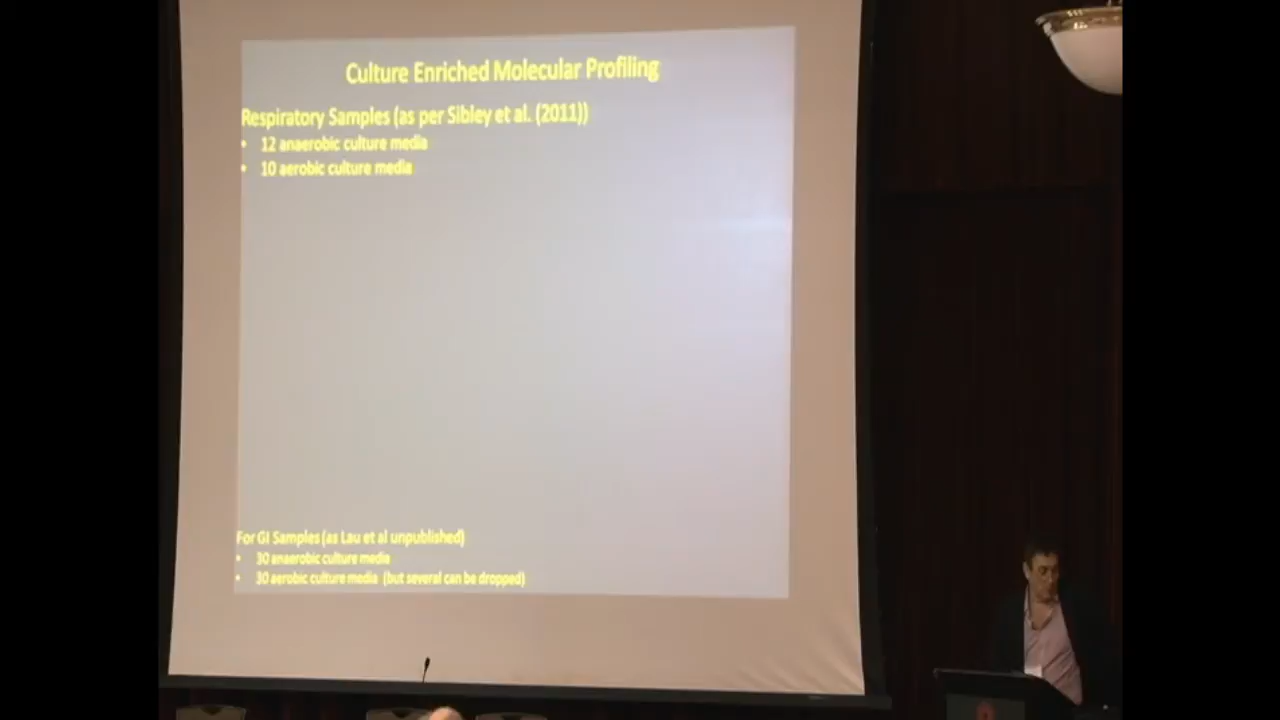 Culture Enriched Molecular Profiling
Respiratory Samples (as per Sibley et al. (2011))
• 12 anaerobic culture media
• 10 aerobic culture media
For GI Samples (as Lau et al unpublished)
• 30 anaerobic culture media
• 30 aerobic culture media (but several can be dropped)